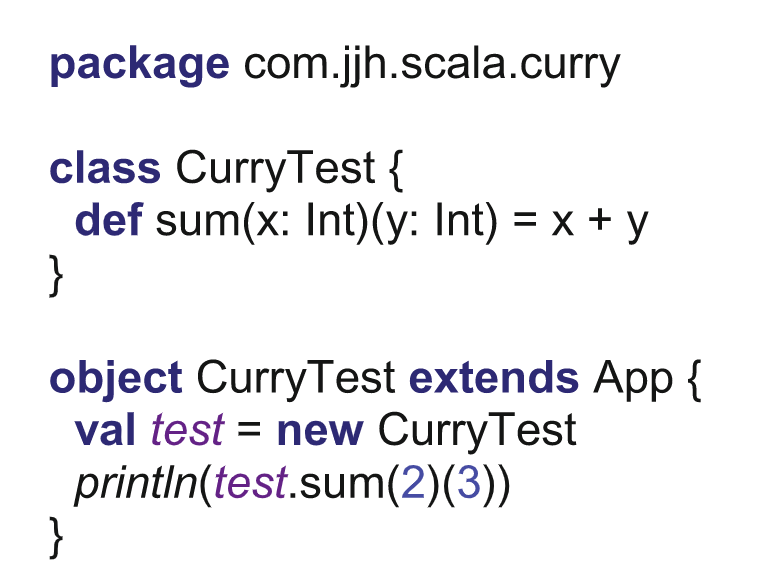 package com.jjh.scala.curry
class CurryTest {
def sum(x: Int)(y: Int) = x + y
}
object CurryTest extends App {
val test = new CurryTest
println(test.sum(2)(3))
}